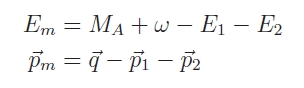 E_m = M_A + ω − E_1 − E_2
p⃗_m = q⃗ − p⃗_1 − p⃗_2